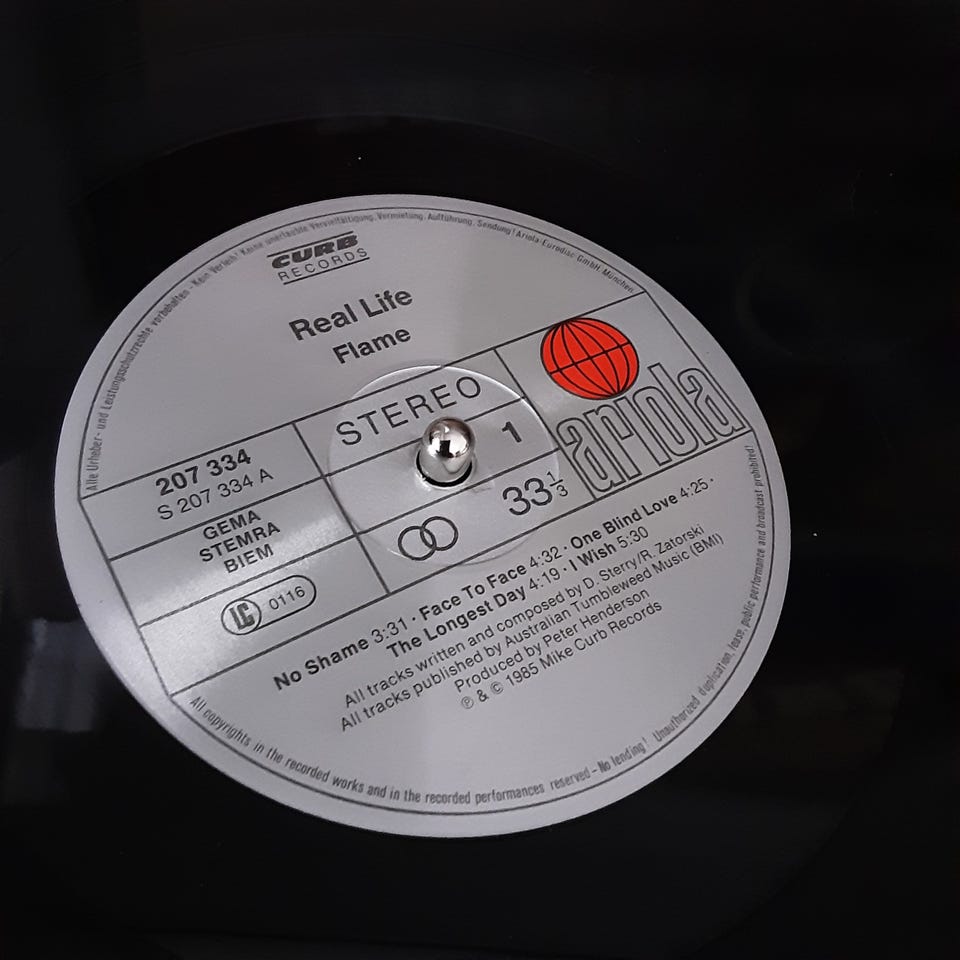 Alle Urheber- und Leistungsschutzrechte vorbehalten - Kein Verleih! Keine unerlaubte Vervielfältigung, Vermietung, Aufführung, Sendung! Ariola-Eurodisc GmbH, München.
CURB
RECORDS
Real Life
Flame
STEREO
ariola
207 334
S 207 334 A
1
GEMA
STEMRA
BIEM
33⅓
LC 0116
No Shame 3:31 · Face To Face 4:32 · One Blind Love 4:25 ·
The Longest Day 4:19 · I Wish 5:30
All tracks written and composed by D. Sterry/R. Zatorski
All tracks published by Australian Tumbleweed Music (BMI)
Produced by Peter Henderson
℗ & © 1985 Mike Curb Records
All copyrights in the recorded works and in the recorded performances reserved - No lending! Unauthorized duplication, lease, public performance and broadcast prohibited!